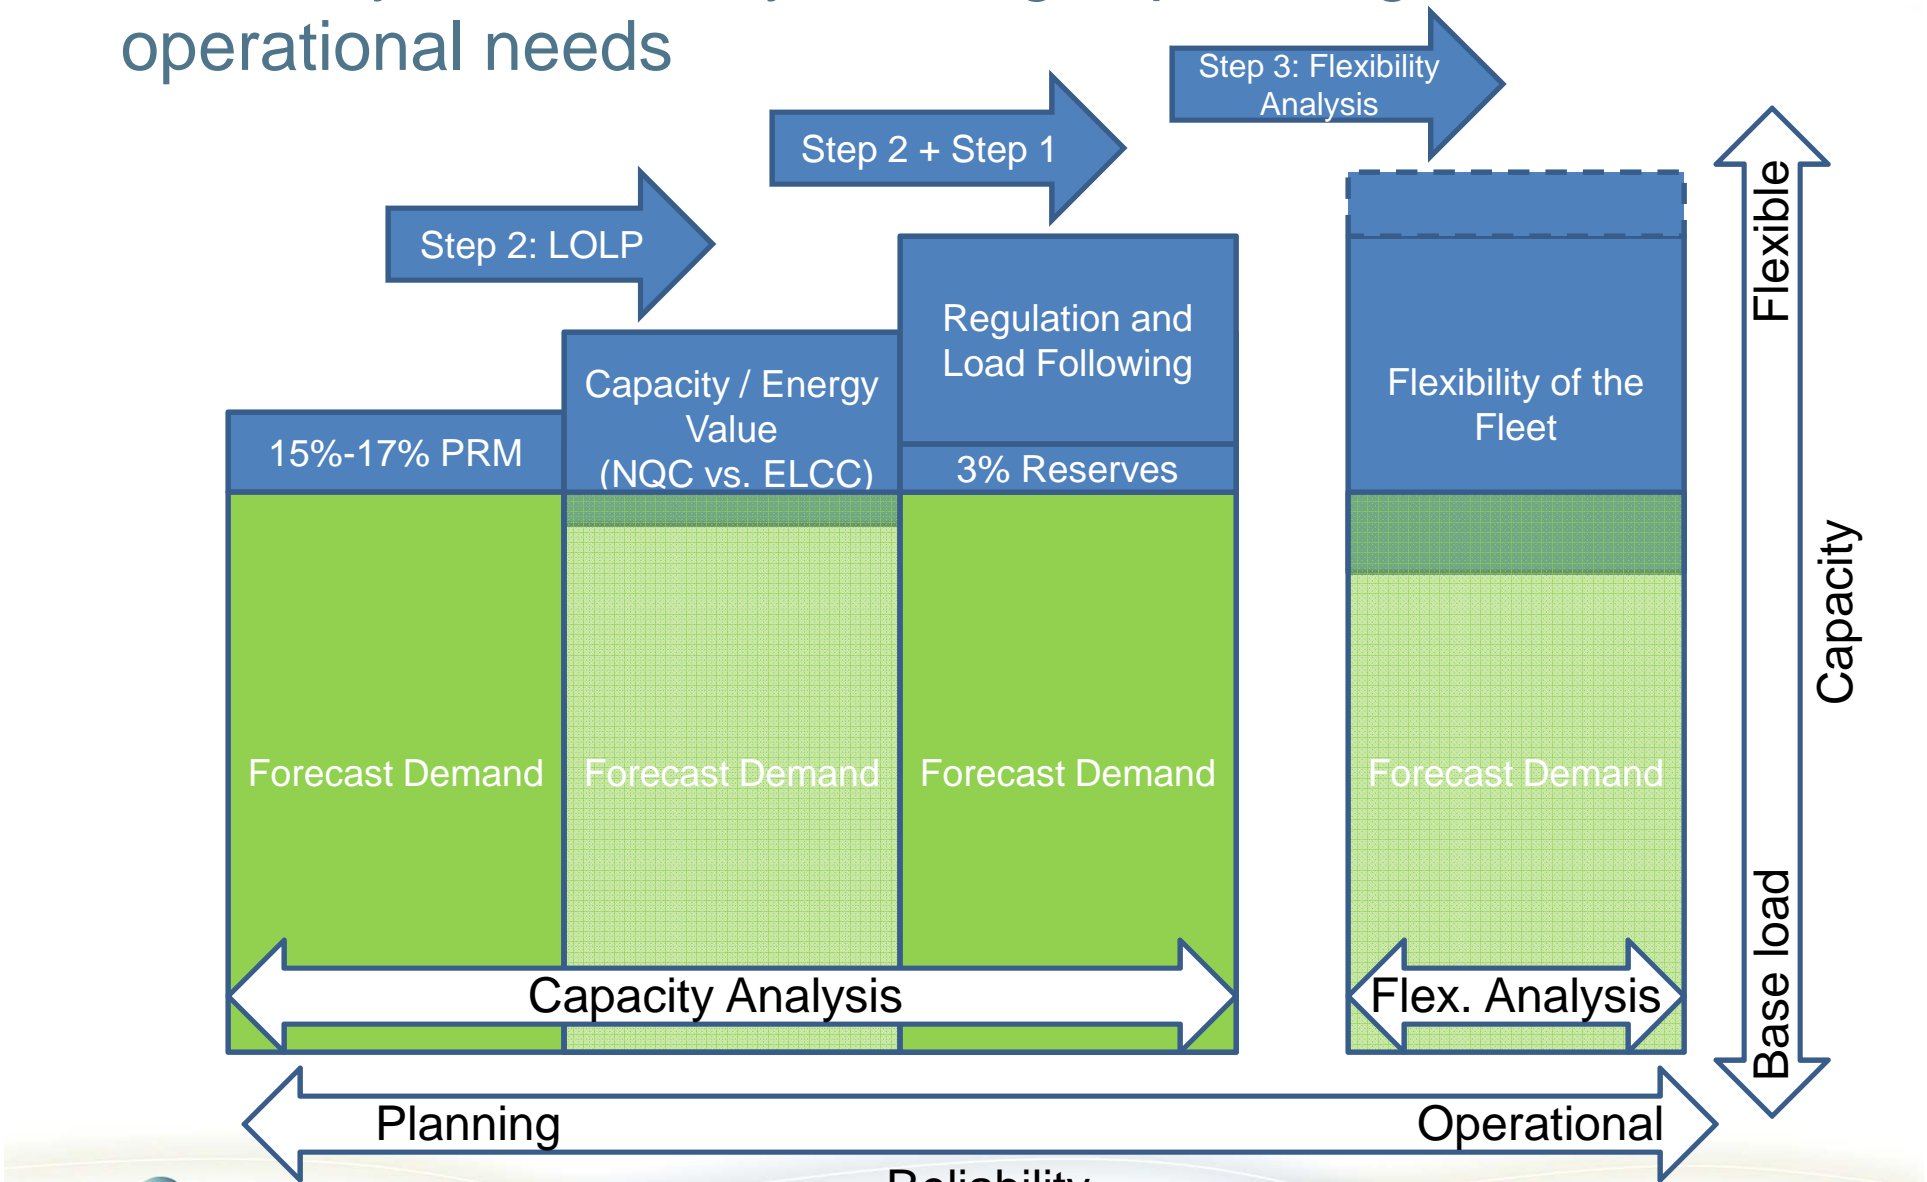 operational needs
Step 3: Flexibility
Analysis
Step 2 + Step 1
Step 2: LOLP
Flexible
Regulation and
Load Following
Capacity / Energy
Value
(NQC vs. ELCC)
Flexibility of the
Fleet
15%-17% PRM
3% Reserves
Capacity
Forecast Demand
Forecast Demand
Forecast Demand
Forecast Demand
Base load
Capacity Analysis
Flex. Analysis
Planning
Operational
Reliability